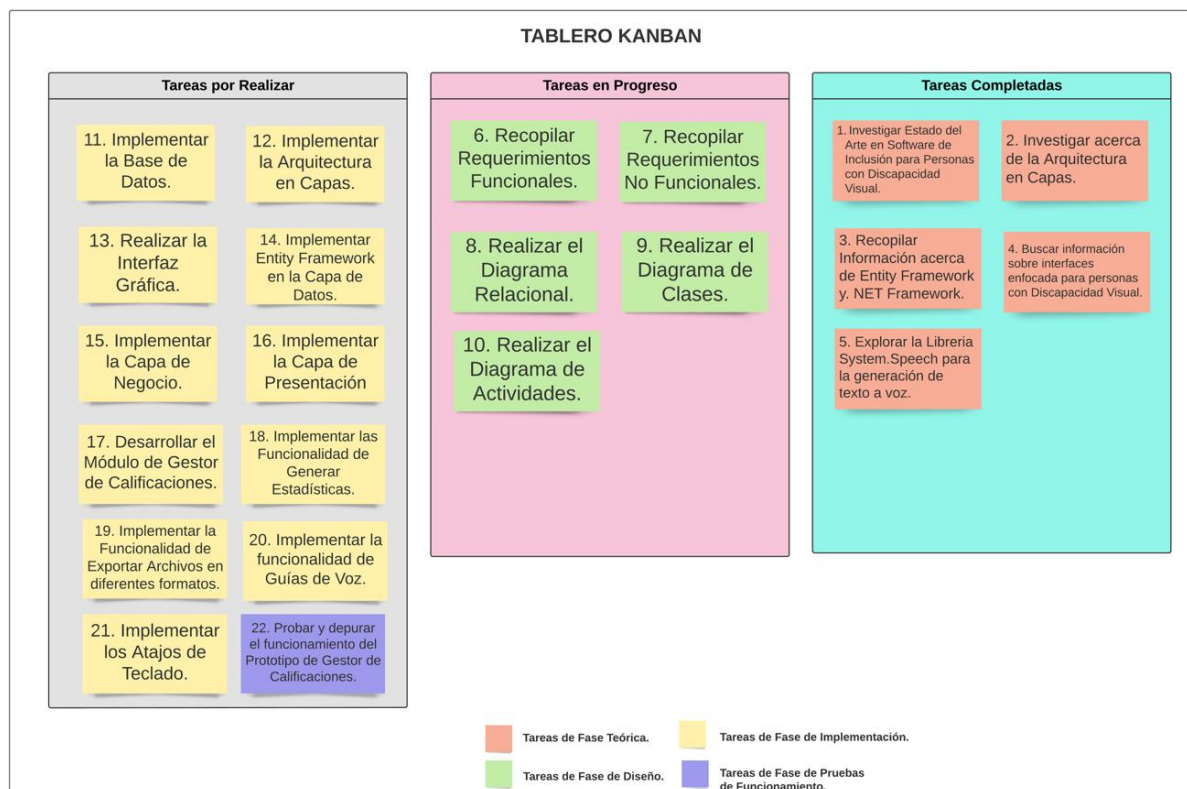 TABLERO KANBAN
Tareas por Realizar
11. Implementar
la Base de
Datos.
12. Implementar
la Arquitectura
en Capas.
13. Realizar la
Interfaz
Gráfica.
14. Implementar
Entity Framework
en la Capa de
Datos.
15. Implementar
la Capa de
Negocio.
16. Implementar
la Capa de
Presentación
17. Desarrollar el
Módulo de Gestor
de Calificaciones.
18. Implementar las
Funcionalidad de
Generar
Estadísticas.
19. Implementar la
Funcionalidad de
Exportar Archivos en
diferentes formatos.
20. Implementar la
funcionalidad de
Guías de Voz.
21. Implementar
los Atajos de
Teclado.
22. Probar y depurar
el funcionamiento del
Prototipo de Gestor de
Calificaciones.
Tareas en Progreso
6. Recopilar
Requerimientos
Funcionales.
7. Recopilar
Requerimientos
No Funcionales.
8. Realizar el
Diagrama
Relacional.
9. Realizar el
Diagrama de
Clases.
10. Realizar el
Diagrama de
Actividades.
Tareas Completadas
1. Investigar Estado del
Arte en Software de
Inclusión para Personas
con Discapacidad
Visual.
2. Investigar acerca
de la Arquitectura
en Capas.
3. Recopilar
Información acerca
de Entity Framework
y. NET Framework.
4. Buscar información
sobre interfaces
enfocada para personas
con Discapacidad Visual.
5. Explorar la Libreria
System.Speech para
la generación de
texto a voz.
Tareas de Fase Teórica.
Tareas de Fase de Implementación.
Tareas de Fase de Diseño.
Tareas de Fase de Pruebas
de Funcionamiento.